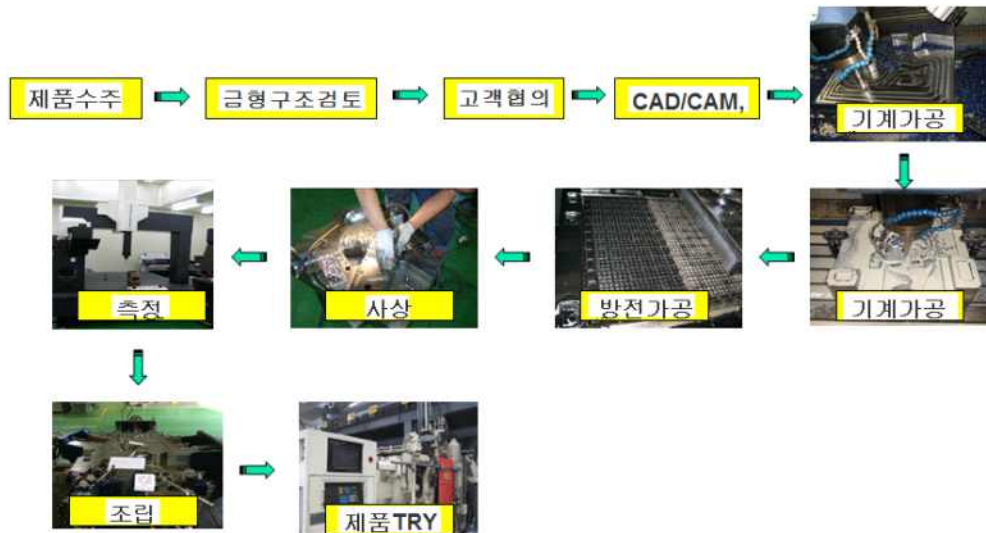 제품수주
금형구조검토
고객협의
CAD/CAM,
기계가공
기계가공
방전가공
사상
측정
조립
제품TRY